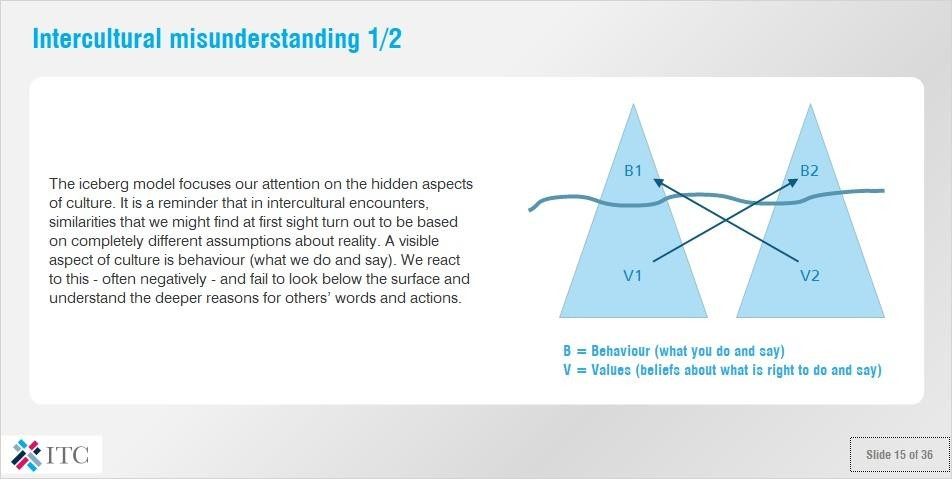 Intercultural misunderstanding 1/2
The iceberg model focuses our attention on the hidden aspects
of culture. It is a reminder that in intercultural encounters,
similarities that we might find at first sight turn out to be based
on completely different assumptions about reality. A visible
aspect of culture is behaviour (what we do and say). We react
to this - often negatively - and fail to look below the surface and
understand the deeper reasons for others’ words and actions.
B1
B2
V1
V2
B = Behaviour (what you do and say)
V = Values (beliefs about what is right to do and say)
ITC
Slide 15 of 36